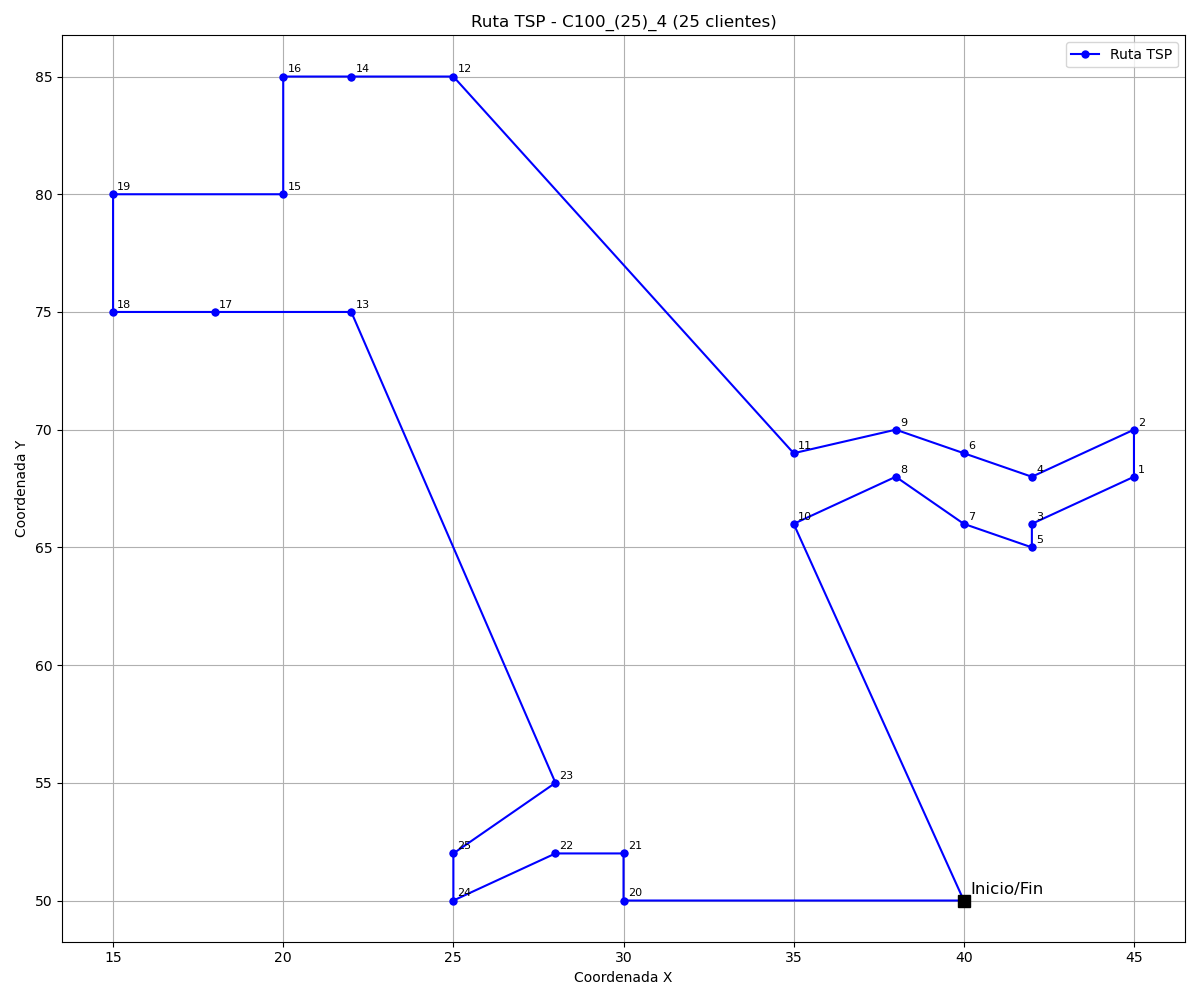 Ruta TSP - C100_(25)_4 (25 clientes)
Ruta TSP
16 14 12
85
19 15
80
18 17 13
75
9 2
70
11 6
4 1
8
10 7 3
5
65
60
23
55
25 22 21
24 20 Inicio/Fin
50
15 20 25 30 35 40 45
Coordenada X
Coordenada Y